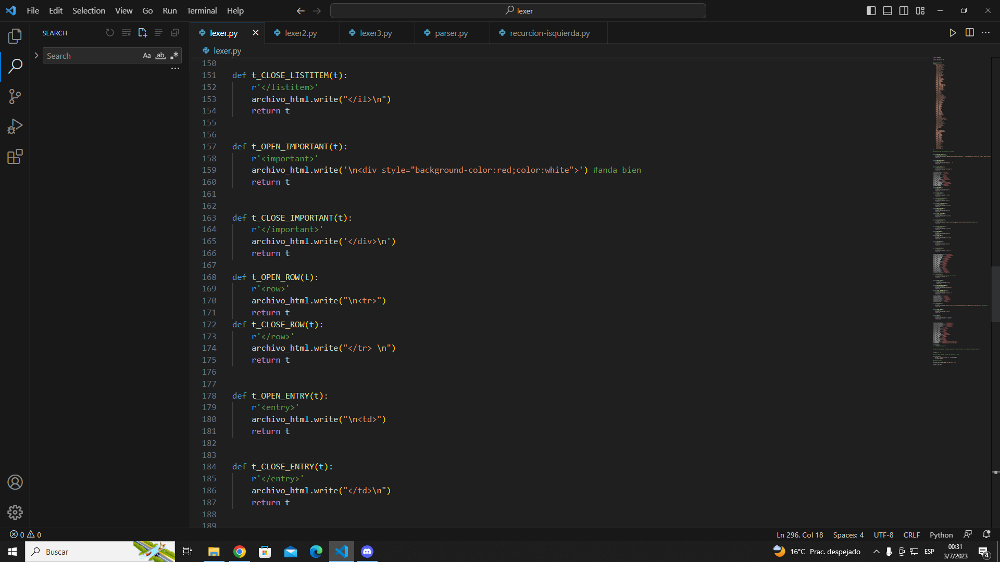 File Edit Selection View Go Run Terminal Help
lexer
SEARCH
Search
Aa ab .*
lexer.py lexer2.py lexer3.py parser.py recurcion-isquierda.py
lexer.py
150
151 def t_CLOSE_LISTITEM(t):
152 r'</listitem>'
153 archivo_html.write("</il>\n")
154 return t
155
156
157 def t_OPEN_IMPORTANT(t):
158 r'<important>'
159 archivo_html.write('\n<div style="background-color:red;color:white">') #anda bien
160 return t
161
162
163 def t_CLOSE_IMPORTANT(t):
164 r'</important>'
165 archivo_html.write('</div>\n')
166 return t
167
168 def t_OPEN_ROW(t):
169 r'<row>'
170 archivo_html.write("\n<tr>")
171 return t
172 def t_CLOSE_ROW(t):
173 r'</row>'
174 archivo_html.write("</tr> \n")
175 return t
176
177
178 def t_OPEN_ENTRY(t):
179 r'<entry>'
180 archivo_html.write("\n<td>")
181 return t
182
183
184 def t_CLOSE_ENTRY(t):
185 r'</entry>'
186 archivo_html.write("</td>\n")
187 return t
188
189
0 0
Ln 296, Col 18 Spaces: 4 UTF-8 CRLF Python
Buscar
16°C Prac. despejado
ESP
00:31
3/7/2023
4